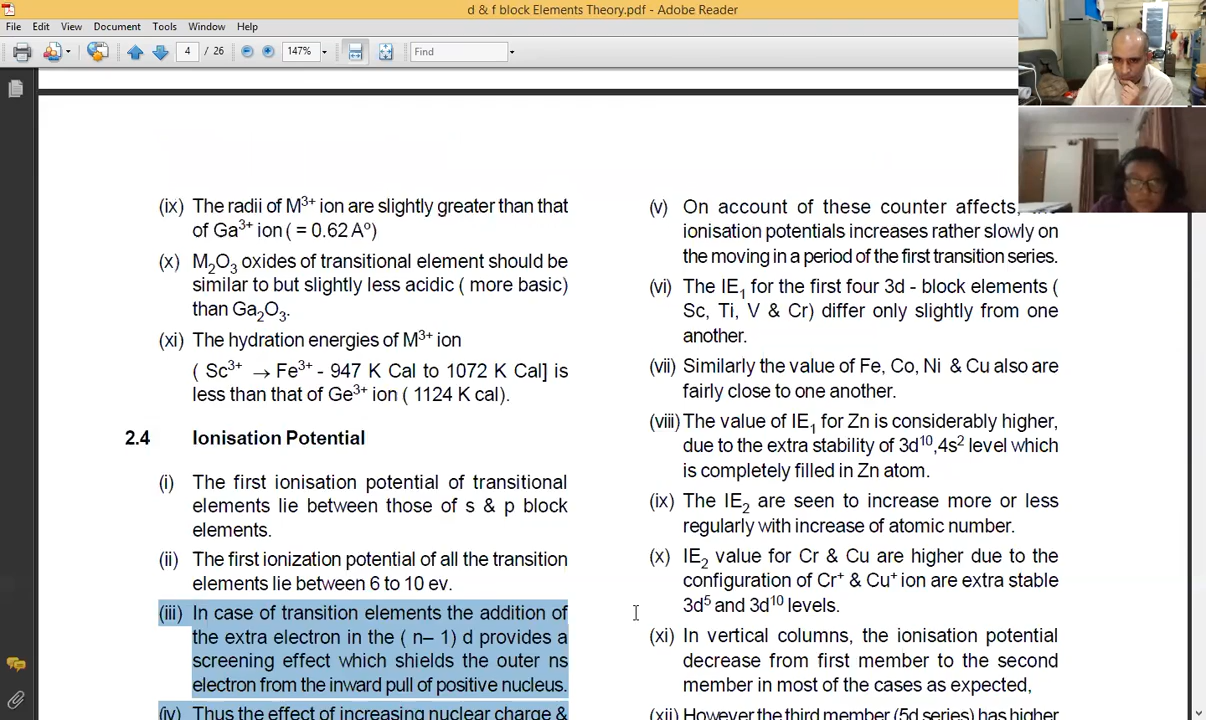 d & f block Elements Theory.pdf - Adobe Reader
File Edit View Document Tools Window Help
4 / 26 147% Find
(ix) The radii of M3+ ion are slightly greater than that
of Ga3+ ion ( = 0.62 Aº)
(x) M2O3 oxides of transitional element should be
similar to but slightly less acidic ( more basic)
than Ga2O3.
(xi) The hydration energies of M3+ ion
( Sc3+ → Fe3+ - 947 K Cal to 1072 K Cal] is
less than that of Ge3+ ion ( 1124 K cal).
2.4 Ionisation Potential
(i) The first ionisation potential of transitional
elements lie between those of s & p block
elements.
(ii) The first ionization potential of all the transition
elements lie between 6 to 10 ev.
(iii) In case of transition elements the addition of
the extra electron in the ( n– 1) d provides a
screening effect which shields the outer ns
electron from the inward pull of positive nucleus.
(iv) Thus the effect of increasing nuclear charge &
(v) On account of these counter affects,
ionisation potentials increases rather slowly on
the moving in a period of the first transition series.
(vi) The IE1 for the first four 3d - block elements (
Sc, Ti, V & Cr) differ only slightly from one
another.
(vii) Similarly the value of Fe, Co, Ni & Cu also are
fairly close to one another.
(viii) The value of IE1 for Zn is considerably higher,
due to the extra stability of 3d10,4s2 level which
is completely filled in Zn atom.
(ix) The IE2 are seen to increase more or less
regularly with increase of atomic number.
(x) IE2 value for Cr & Cu are higher due to the
configuration of Cr+ & Cu+ ion are extra stable
3d5 and 3d10 levels.
(xi) In vertical columns, the ionisation potential
decrease from first member to the second
member in most of the cases as expected,
(xii) However the third member (5d series) has higher